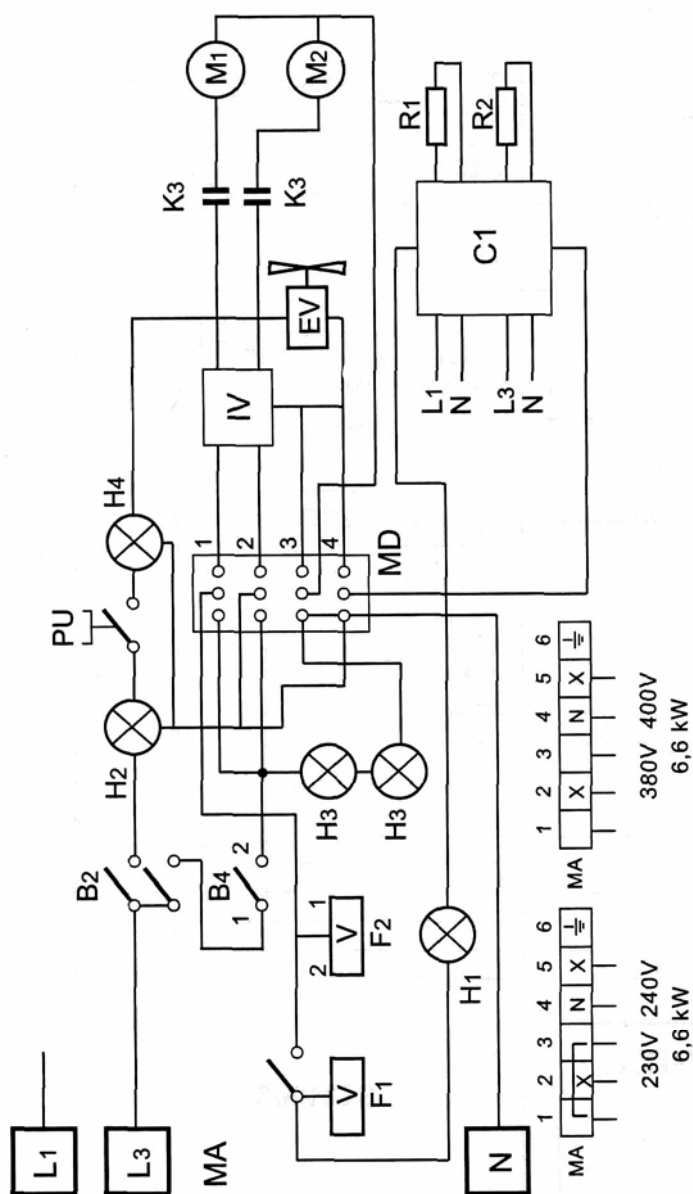 L1
L3
MA
N
B2
H2
PU
H4
B4
1
2
H3
H3
1
2
3
4
MD
IV
EV
K3
K3
M1
M2
V
F1
2
1
V
F2
H1
L1
N
L3
N
C1
R1
R2
MA
1 2 3 4 5 6
X N X
230V 240V
6,6 kW
MA
1 2 3 4 5 6
X N X
380V 400V
6,6 kW